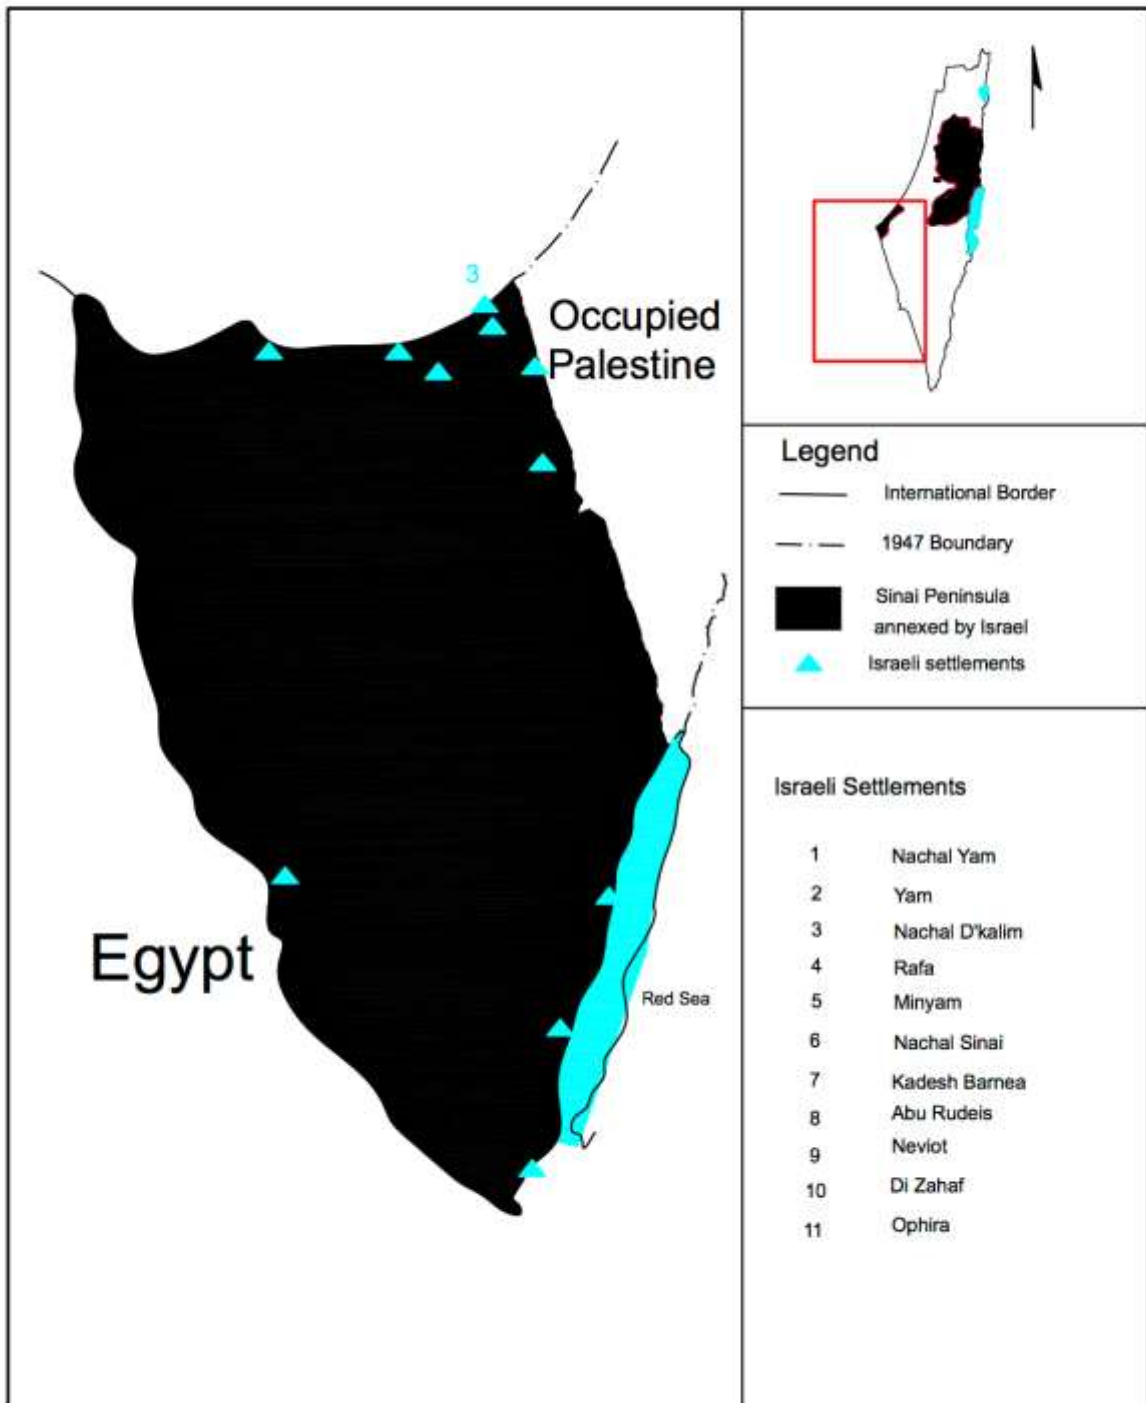 3
Occupied
Palestine
Egypt
Red Sea
Legend
International Border
1947 Boundary
Sinai Peninsula
annexed by Israel
Israeli settlements
Israeli Settlements
1 Nachal Yam
2 Yam
3 Nachal D'kalim
4 Rafa
5 Minyam
6 Nachal Sinai
7 Kadesh Barnea
8 Abu Rudeis
9 Neviot
10 Di Zahaf
11 Ophira